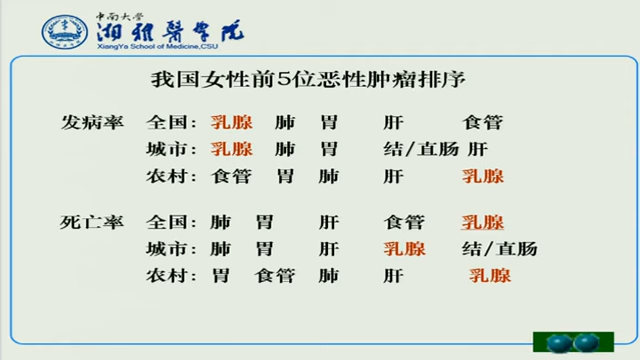 中南大學
湘雅醫學院
XiangYa School of Medicine,CSU
我国女性前5位恶性肿瘤排序
发病率 全国：乳腺 肺 胃 肝 食管
城市：乳腺 肺 胃 结/直肠 肝
农村：食管 胃 肺 肝 乳腺
死亡率 全国：肺 胃 肝 食管 乳腺
城市：肺 胃 肝 乳腺 结/直肠
农村：胃 食管 肺 肝 乳腺